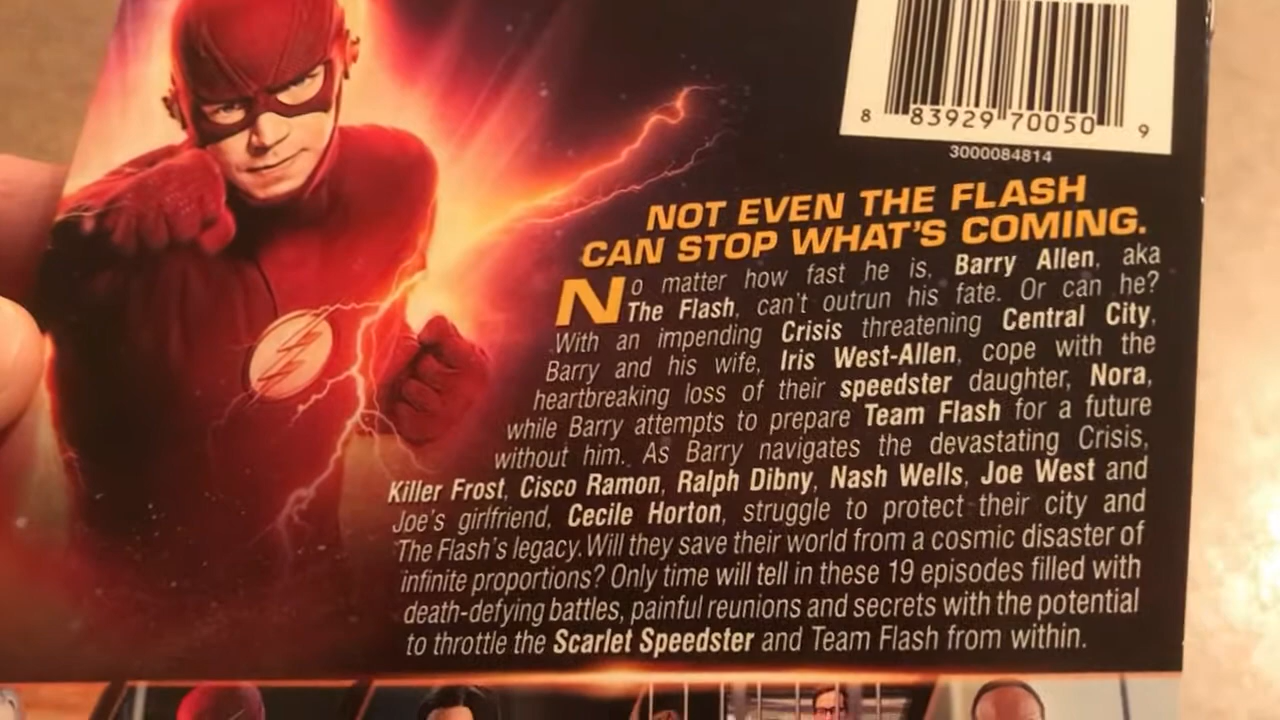 8 83929 70050 9
3000084814
NOT EVEN THE FLASH
CAN STOP WHAT'S COMING.
No matter how fast he is, Barry Allen, aka
The Flash, can't outrun his fate. Or can he?
With an impending Crisis threatening Central City,
Barry and his wife, Iris West-Allen, cope with the
heartbreaking loss of their speedster daughter, Nora,
while Barry attempts to prepare Team Flash for a future
without him. As Barry navigates the devastating Crisis,
Killer Frost, Cisco Ramon, Ralph Dibny, Nash Wells, Joe West and
Joe's girlfriend, Cecile Horton, struggle to protect their city and
The Flash's legacy. Will they save their world from a cosmic disaster of
infinite proportions? Only time will tell in these 19 episodes filled with
death-defying battles, painful reunions and secrets with the potential
to throttle the Scarlet Speedster and Team Flash from within.